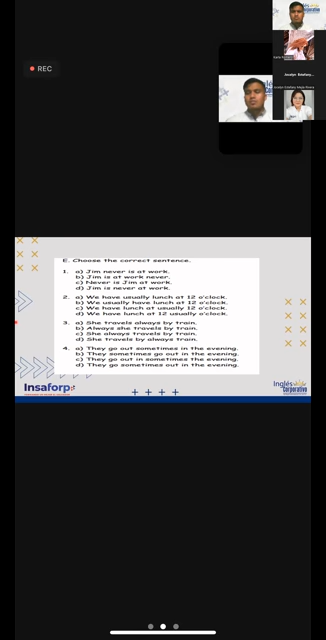 REC
E. Choose the correct sentence.
1. a) Jim never is at work.
b) Jim is at work never.
c) Never is Jim at work.
d) Jim is never at work.
2. a) We have usually lunch at 12 o'clock.
b) We usually have lunch at 12 o'clock.
c) We have lunch at usually 12 o'clock.
d) We have lunch at 12 usually o'clock.
3. a) She travels always by train.
b) Always she travels by train.
c) She always travels by train.
d) She travels by always train.
4. a) They go out sometimes in the evening.
b) They sometimes go out in the evening.
c) They go out in sometimes the evening.
d) They go sometimes out in the evening.
Insaforp
Inglés
Corporativo